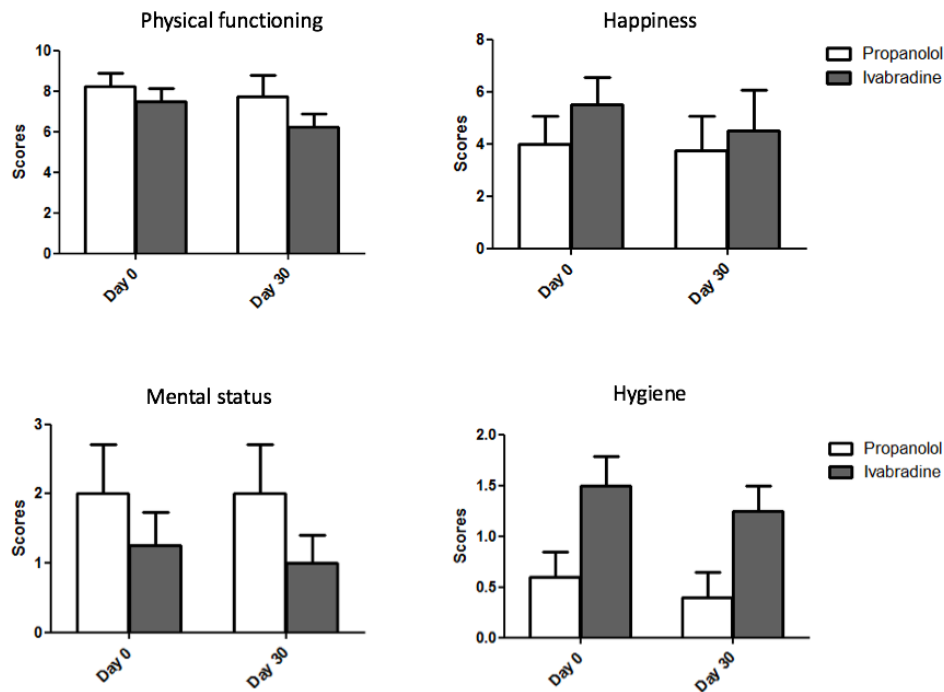 Physical functioning
10
8
6
4
2
0
Scores
Day 0
Day 30
Happiness
8
6
4
2
0
Scores
Day 0
Day 30
Propanolol
Ivabradine
Mental status
3
2
1
0
Scores
Day 0
Day 30
Hygiene
2.0
1.5
1.0
0.5
0.0
Scores
Day 0
Day 30
Propanolol
Ivabradine